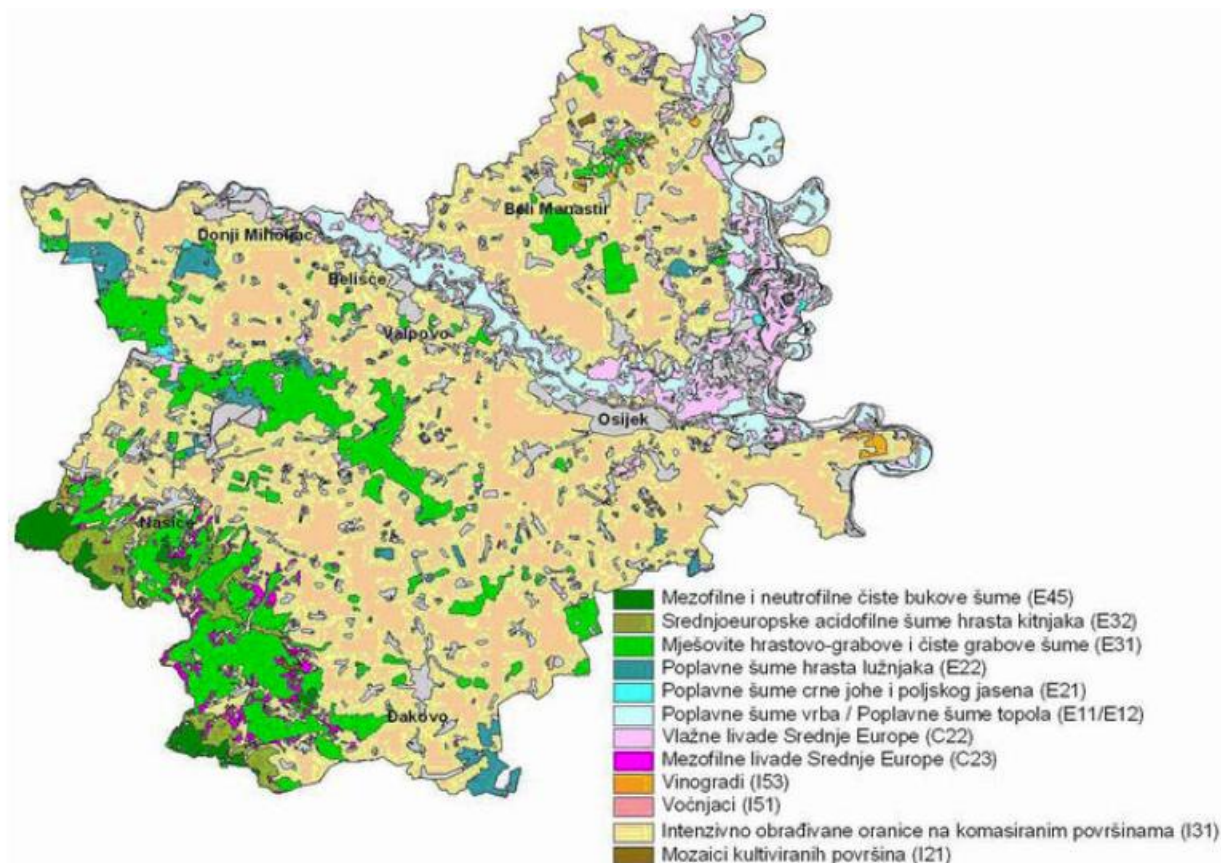 Beli Manastir
Donji Miholjac
Belišće
Valpovo
Osijek
Našice
Đakovo
Mezofilne i neutrofilne čiste bukove šume (E45)
Srednjoeuropske acidofilne šume hrasta kitnjaka (E32)
Mješovite hrastovo-grabove i čiste grabove šume (E31)
Poplavne šume hrasta lužnjaka (E22)
Poplavne šume crne johe i poljskog jasena (E21)
Poplavne šume vrba / Poplavne šume topola (E11/E12)
Vlažne livade Srednje Europe (C22)
Mezofilne livade Srednje Europe (C23)
Vinogradi (I53)
Voćnjaci (I51)
Intenzivno obrađivane oranice na komasiranim površinama (I31)
Mozaici kultiviranih površina (I21)